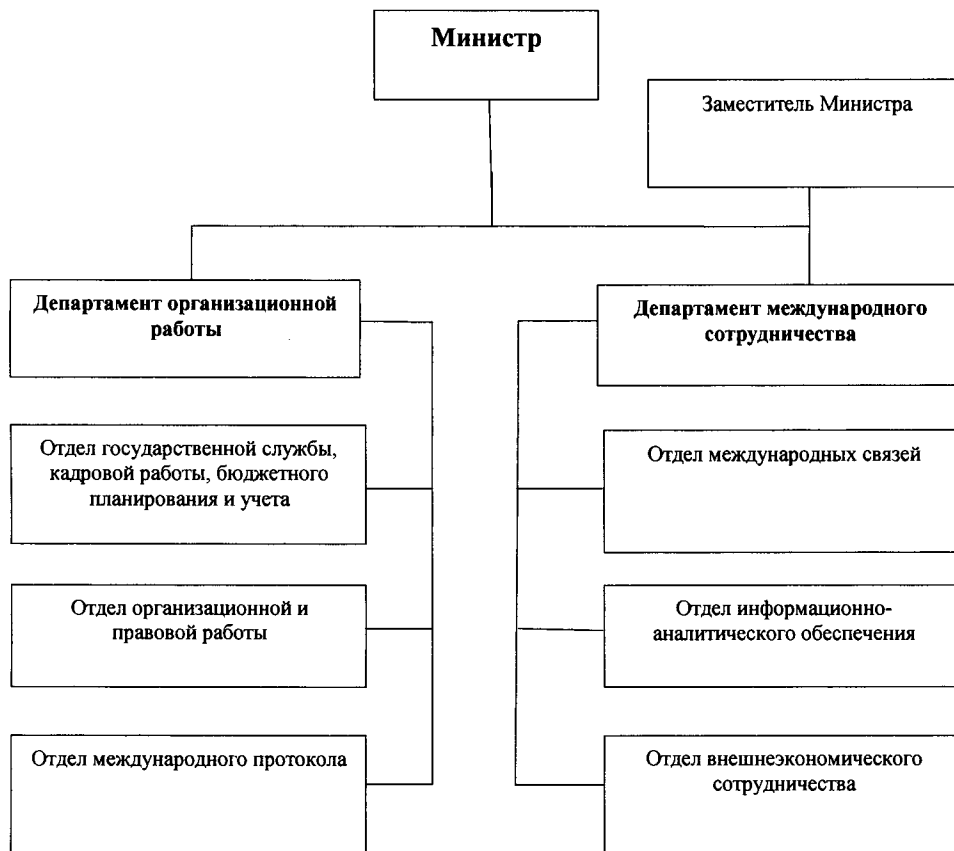 Министр
Заместитель Министра
Департамент организационной
работы
Департамент международного
сотрудничества
Отдел государственной службы,
кадровой работы, бюджетного
планирования и учета
Отдел международных связей
Отдел организационной и
правовой работы
Отдел информационно-
аналитического обеспечения
Отдел международного протокола
Отдел внешнеэкономического
сотрудничества